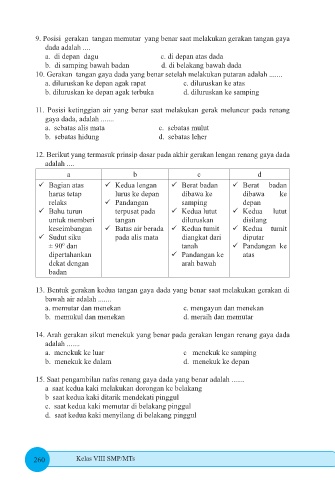 9. Posisi gerakan tangan memutar yang benar saat melakukan gerakan tangan gaya
dada adalah ....
a. di depan dagu c. di depan atas dada
b. di samping bawah badan d. di belakang bawah dada
10. Gerakan tangan gaya dada yang benar setelah melakukan putaran adalah .......
a. diluruskan ke depan agak rapat c. diluruskan ke atas
b. diluruskan ke depan agak terbuka d. diluruskan ke samping
11. Posisi ketinggian air yang benar saat melakukan gerak meluncur pada renang
gaya dada, adalah .......
a. sebatas alis mata c. sebatas mulut
b. sebatas hidung d. sebatas leher
12. Berikut yang termasuk prinsip dasar pada akhir gerakan lengan renang gaya dada
adalah ....
a b c d
✓ Bagian atas
harus tetap
relaks
✓ Bahu turun
untuk memberi
keseimbangan
✓ Sudut siku
± 90° dan
dipertahankan
dekat dengan
badan
✓ Kedua lengan
lurus ke depan
✓ Pandangan
terpusat pada
tangan
✓ Batas air berada
pada alis mata
✓ Berat badan
dibawa ke
samping
✓ Kedua lutut
diluruskan
✓ Kedua tumit
diangkat dari
tanah
✓ Pandangan ke
arah bawah
✓ Berat badan
dibawa ke
depan
✓ Kedua lutut
disilang
✓ Kedua tumit
diputar
✓ Pandangan ke
atas
13. Bentuk gerakan kedua tangan gaya dada yang benar saat melakukan gerakan di
bawah air adalah .......
a. memutar dan menekan c. mengayun dan menekan
b. memukul dan menekan d. meraih dan memutar
14. Arah gerakan sikut menekuk yang benar pada gerakan lengan renang gaya dada
adalah .......
a. menekuk ke luar c menekuk ke samping
b. menekuk ke dalam d. menekuk ke depan
15. Saat pengambilan nafas renang gaya dada yang benar adalah .......
a saat kedua kaki melakukan dorongan ke belakang
b saat kedua kaki ditarik mendekati pinggul
c. saat kedua kaki memutar di belakang pinggul
d. saat kedua kaki menyilang di belakang pinggul
260 Kelas VIII SMP/MTs